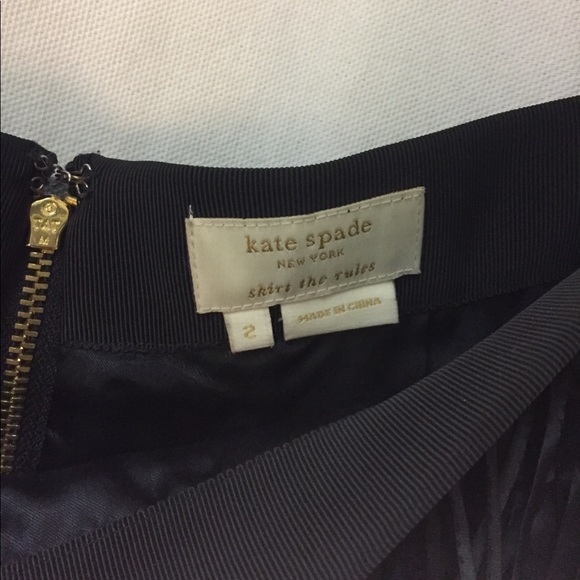 kate spade
NEW YORK
skirt the rules
2
MADE IN CHINA